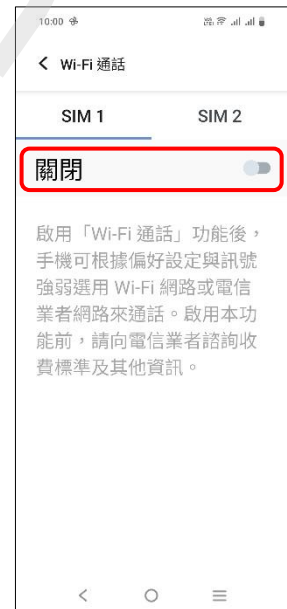 10:00
Wi-Fi 通話
SIM 1 SIM 2
關閉
啟用「Wi-Fi 通話」功能後，
手機可根據偏好設定與訊號
強弱選用 Wi-Fi 網路或電信
業者網路來通話。啟用本功
能前，請向電信業者諮詢收
費標準及其他資訊。